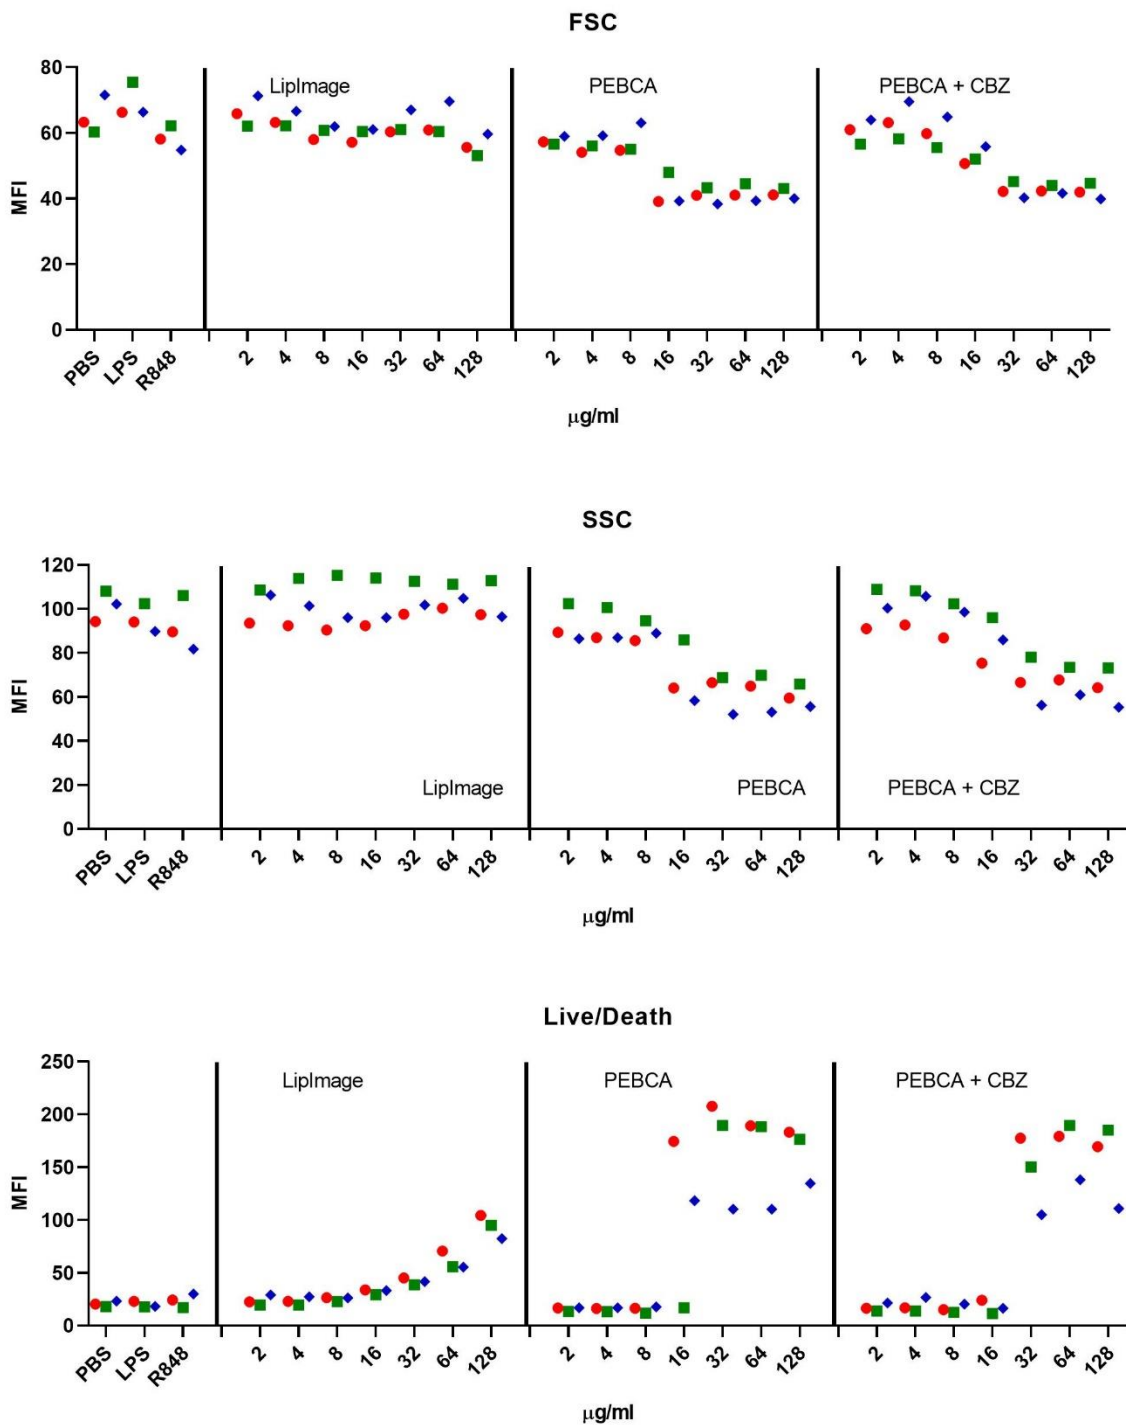 FSC
80
60
40
20
0
MFI
LipImage
PEBCA
PEBCA + CBZ
PBS LPS R848 2 4 8 16 32 64 128 2 4 8 16 32 64 128 2 4 8 16 32 64 128
μg/ml
SSC
120
100
80
60
40
20
0
MFI
LipImage
PEBCA
PEBCA + CBZ
PBS LPS R848 2 4 8 16 32 64 128 2 4 8 16 32 64 128 2 4 8 16 32 64 128
μg/ml
Live/Death
250
200
150
100
50
0
MFI
LipImage
PEBCA
PEBCA + CBZ
PBS LPS R848 2 4 8 16 32 64 128 2 4 8 16 32 64 128 2 4 8 16 32 64 128
μg/ml